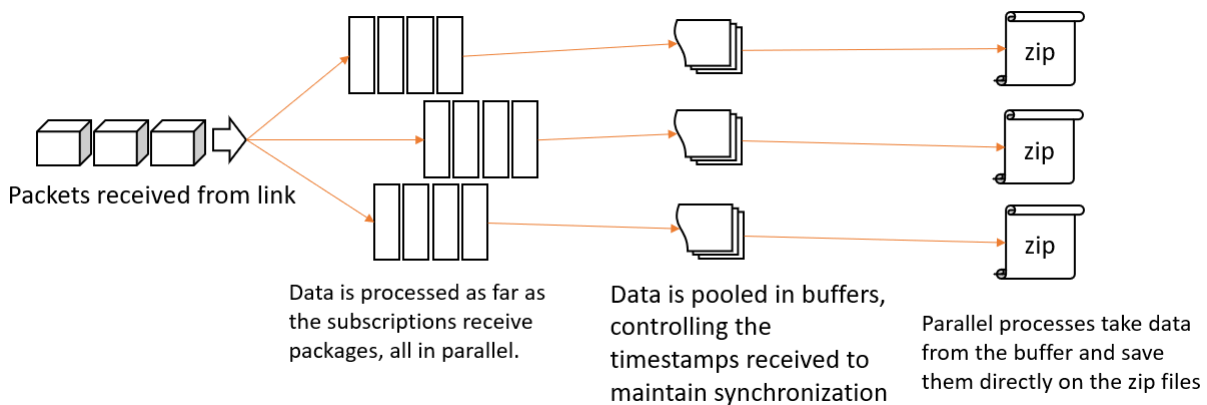 zip
zip
zip
Packets received from link
Data is processed as far as
the subscriptions receive
packages, all in parallel.
Data is pooled in buffers,
controlling the
timestamps received to
maintain synchronization
Parallel processes take data
from the buffer and save
them directly on the zip files